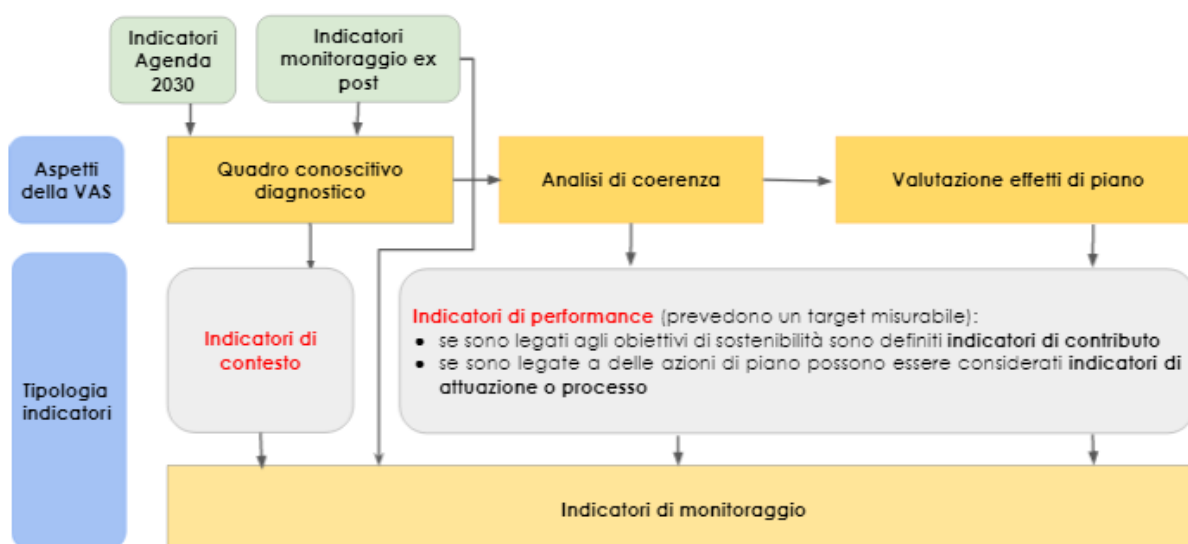 Indicatori
Agenda
2030
Indicatori
monitoraggio ex
post
Aspetti
della VAS
Quadro conoscitivo
diagnostico
Analisi di coerenza
Valutazione effetti di piano
Tipologia
indicatori
Indicatori di
contesto
Indicatori di performance (prevedono un target misurabile):
• se sono legati agli obiettivi di sostenibilità sono definiti indicatori di contributo
• se sono legate a delle azioni di piano possono essere considerati indicatori di
attuazione o processo
Indicatori di monitoraggio